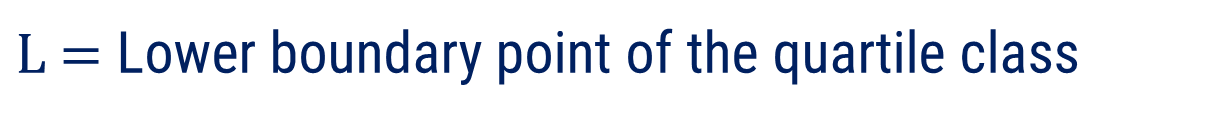 L = Lower boundary point of the quartile class